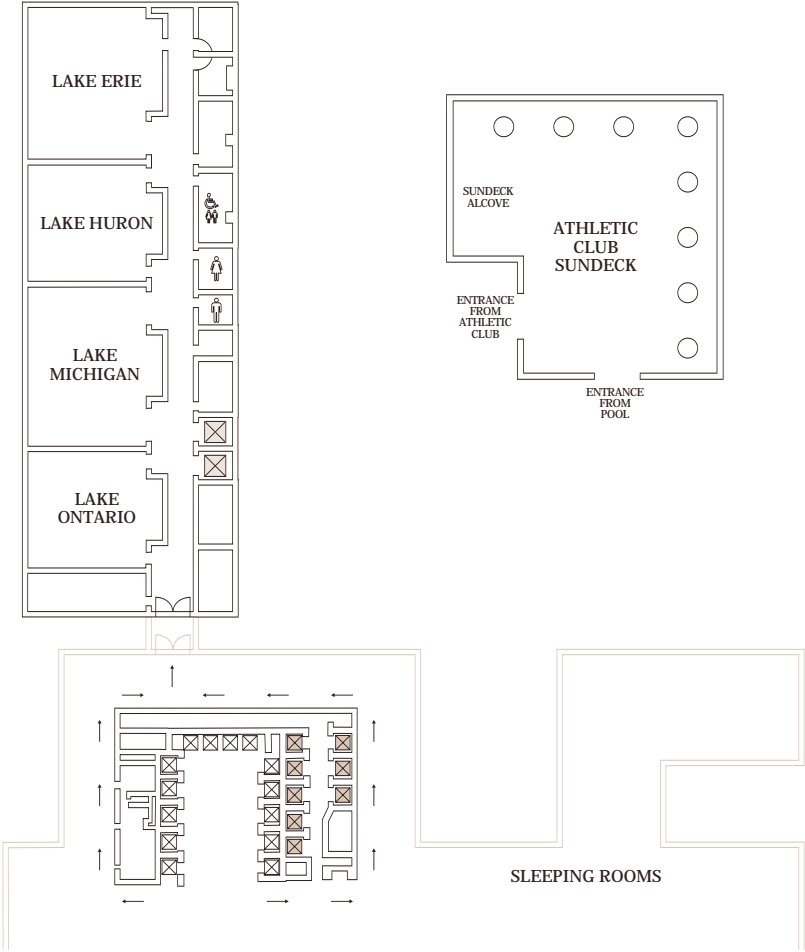 LAKE ERIE
LAKE HURON
LAKE
MICHIGAN
LAKE
ONTARIO
SUNDECK
ALCOVE
ATHLETIC
CLUB
SUNDECK
ENTRANCE
FROM
ATHLETIC
CLUB
ENTRANCE
FROM
POOL
SLEEPING ROOMS